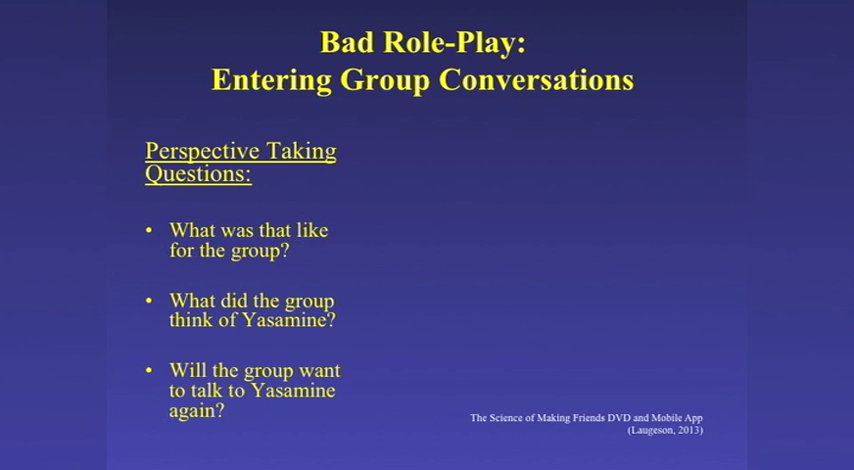 Bad Role-Play:
Entering Group Conversations
Perspective Taking
Questions:
• What was that like
for the group?
• What did the group
think of Yasamine?
• Will the group want
to talk to Yasamine
again?
The Science of Making Friends DVD and Mobile App
(Laugeson, 2013)